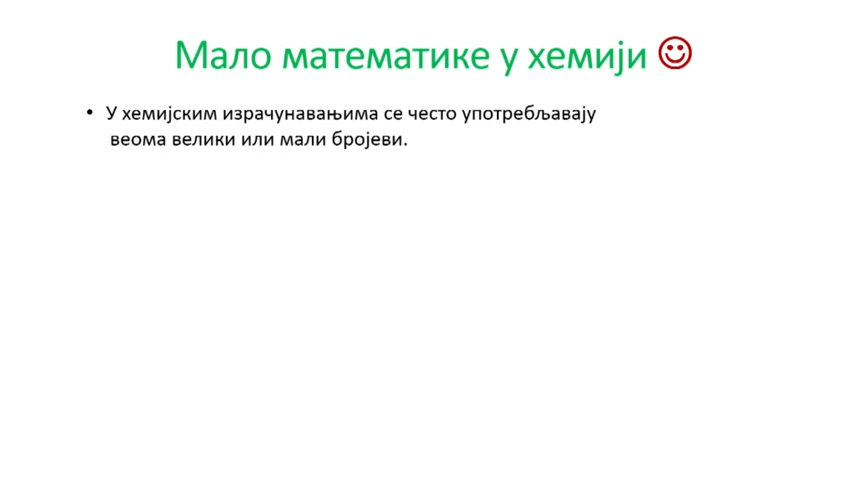 Мало математике у хемији ☺
• У хемијским израчунавањима се често употребљавају
веома велики или мали бројеви.